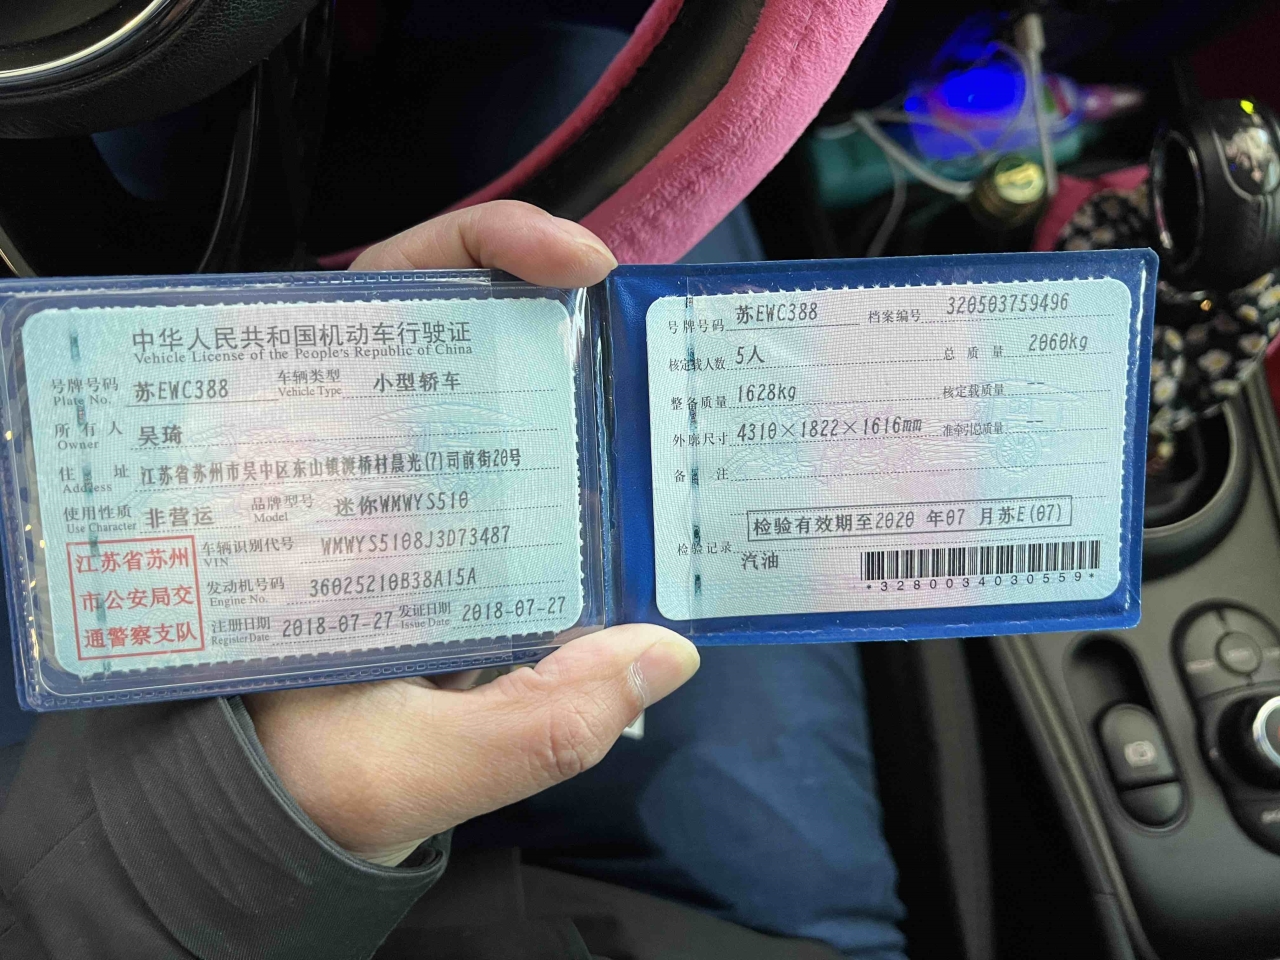 中华人民共和国机动车行驶证
Vehicle License of the People's Republic of China
号牌号码 苏EWC388 车辆类型 小型轿车
Plate No. Vehicle Type
所有人 吴琦
Owner
住址 江苏省苏州市吴中区东山镇渡桥村晨光(7)司前街20号
Address
使用性质 非营运 品牌型号 迷你WMWYS510
Use Character Model
江苏省苏州
市公安局交
通警察支队
车辆识别代号 WMWYS5108J3D73487
VIN
发动机号码 36025210B38A15A
Engine No.
注册日期 2018-07-27 发证日期 2018-07-27
Register Date Issue Date
号牌号码 苏EWC388 档案编号 320503759496
核定载人数 5人 总质量 2060kg
整备质量 1628kg 核定载质量 --
外廓尺寸 4310×1822×1616mm 准牵引总质量 --
备注
检验有效期至2020 年07 月苏E(07)
检验记录
汽油
*3280034030559*